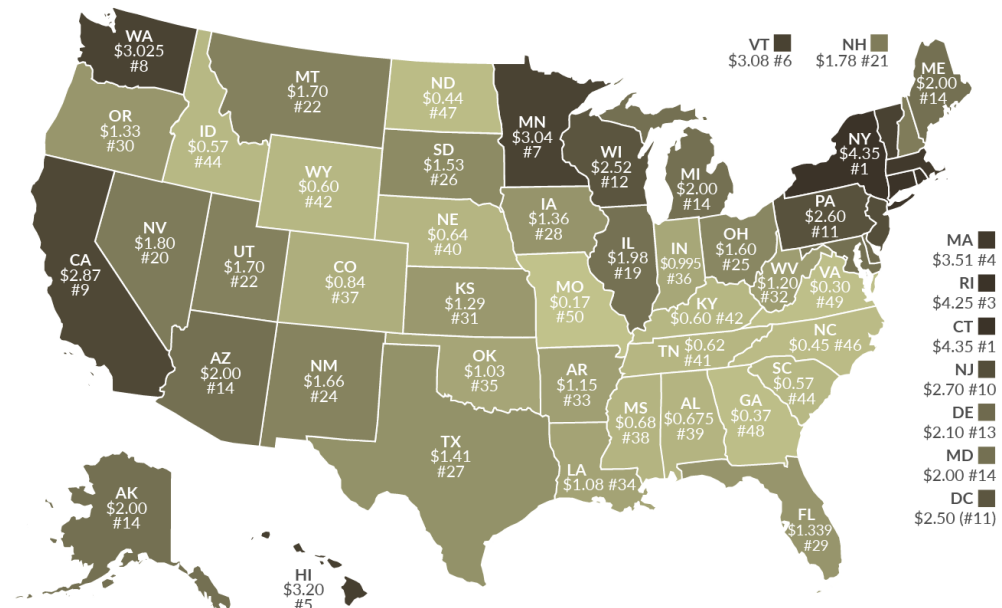 WA
$3.025
#8
VT
$3.08 #6
NH
$1.78 #21
ME
$2.00
#14
MT
$1.70
#22
ND
$0.44
#47
OR
$1.33
#30
ID
$0.57
#44
MN
$3.04
#7
NY
$4.35
#1
SD
$1.53
#26
WI
$2.52
#12
WY
$0.60
#42
MI
$2.00
#14
PA
$2.60
#11
IA
$1.36
#28
NE
$0.64
#40
NV
$1.80
#20
CA
$2.87
#9
UT
$1.70
#22
IL
$1.98
#19
IN
$0.995
#36
OH
$1.60
#25
MA
$3.51 #4
CO
$0.84
#37
WV
$1.20
#32
VA
$0.30
#49
RI
$4.25 #3
KS
$1.29
#31
MO
$0.17
#50
KY
$0.60 #42
CT
$4.35 #1
NC
$0.45 #46
AZ
$2.00
#14
NM
$1.66
#24
OK
$1.03
#35
AR
$1.15
#33
TN $0.62
#41
SC
$0.57
#44
NJ
$2.70 #10
MS
$0.68
#38
AL
$0.675
#39
GA
$0.37
#48
DE
$2.10 #13
TX
$1.41
#27
LA
$1.08 #34
MD
$2.00 #14
AK
$2.00
#14
FL
$1.339
#29
DC
$2.50 (#11)
HI
$3.20
#5